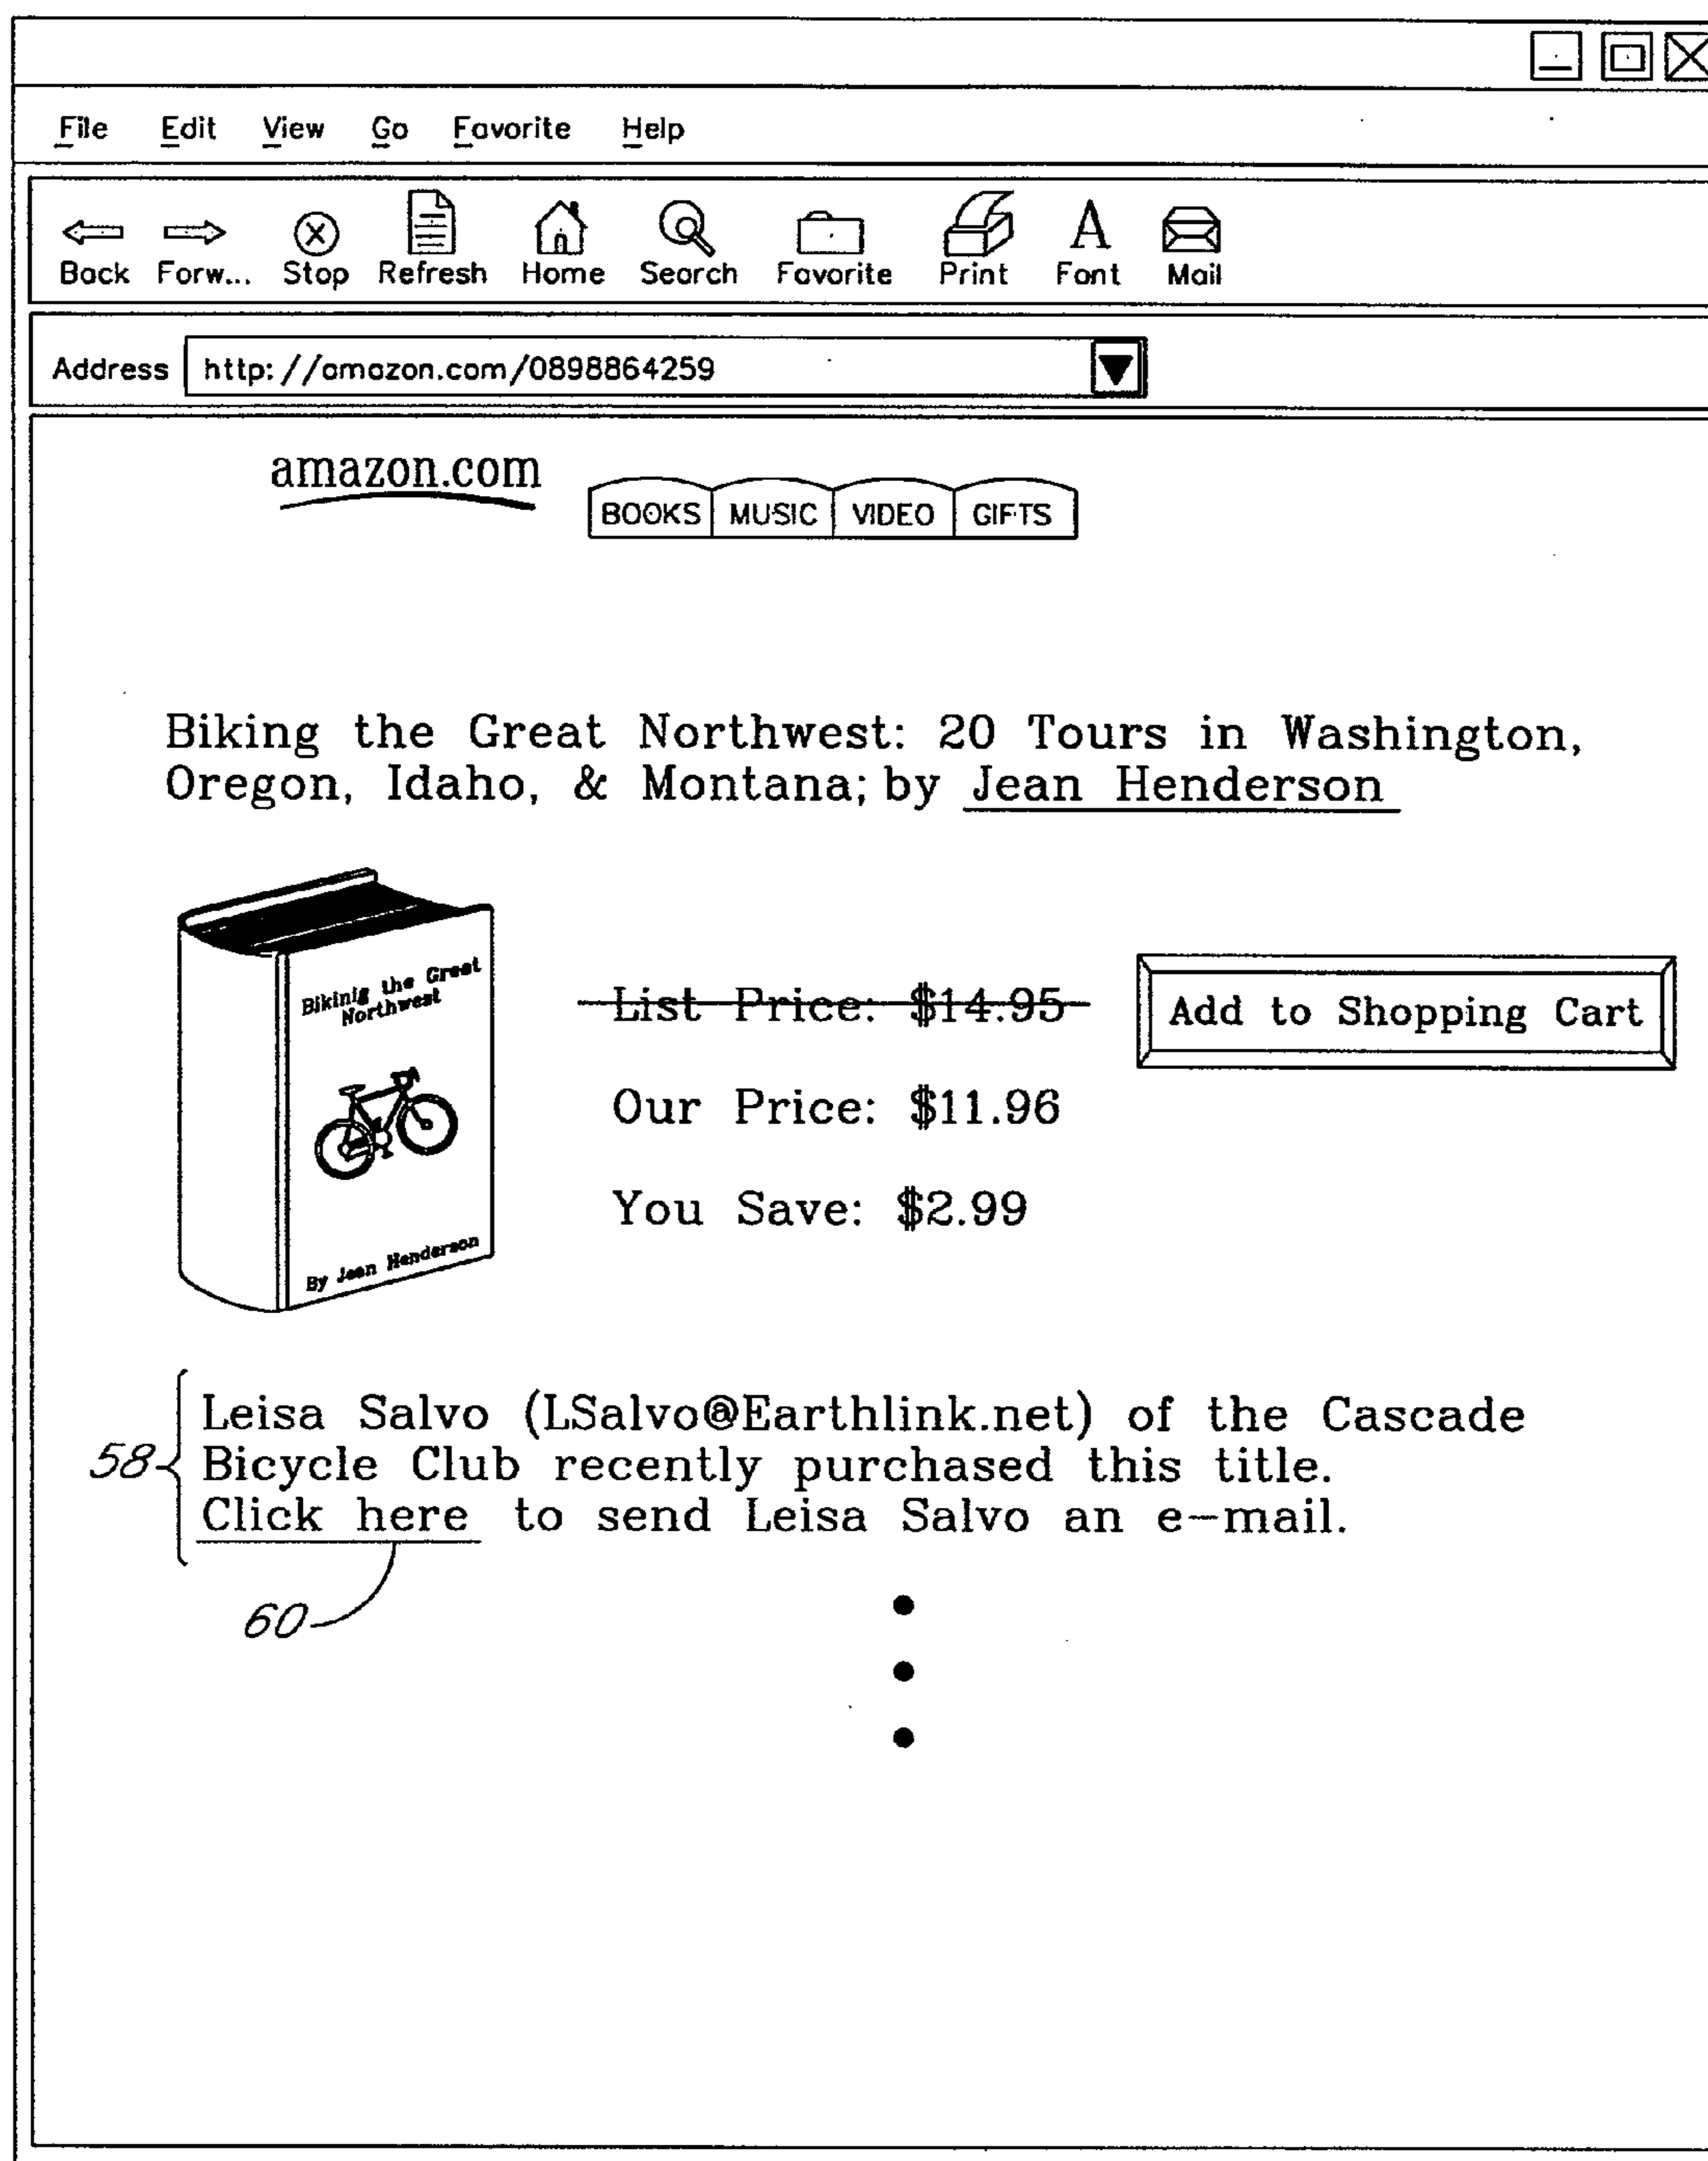 File Edit View Go Favorite Help
Back Forw... Stop Refresh Home Search Favorite Print Font Mail
Address http://amazon.com/0898864259
amazon.com
BOOKS MUSIC VIDEO GIFTS
Biking the Great Northwest: 20 Tours in Washington,
Oregon, Idaho, & Montana; by Jean Henderson
Bikinig the Great
Northwest
By Jean Henderson
List Price: $14.95
Add to Shopping Cart
Our Price: $11.96
You Save: $2.99
58
Leisa Salvo (LSalvo@Earthlink.net) of the Cascade
Bicycle Club recently purchased this title.
Click here to send Leisa Salvo an e-mail.
60